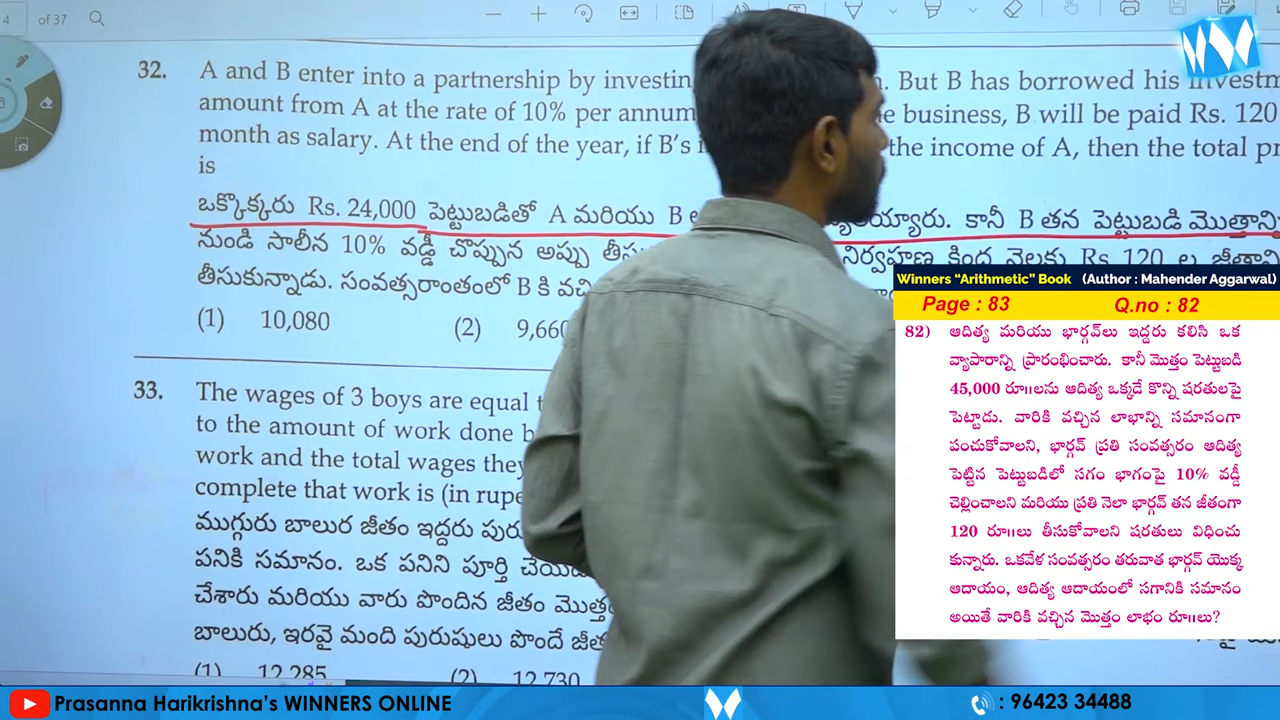 4 of 37
32. A and B enter into a partnership by But B has borrowed his
amount from A at the rate of 10% per annum business, B will be paid Rs. 120
month as salary. At the end of the year, if B's the income of A, then the total
is
ఒక్కొక్కరు Rs. 24,000 పెట్టుబడితో A మరియు B కానీ B తన పెట్టుబడి
నుండి సాలీన 10% వడ్డీ చొప్పున అప్పు నిర్వహణ క్రింద నెలకు Rs. 120 ల
తీసుకున్నాడు. సంవత్సరాంతంలో B కి
(1) 10,080 (2)
33. The wages of 3 boys are equal
to the amount of work done
work and the total wages they
complete that work is (in
ముగ్గురు బాలుర జీతం ఇద్దరు
పనికి సమానం. ఒక పనిని పూర్తి
చేశారు మరియు వారు పొందిన జీతం
బాలురు, ఇరవై మంది పురుషులు పొందే
(1) 12,285 (2) 12,730
Winners "Arithmetic" Book (Author : Mahender Aggarwal)
Page : 83 Q.no : 82
82) ఆదిత్య మరియు భార్గవ్‌లు ఇద్దరు కలిసి ఒక
వ్యాపారాన్ని ప్రారంభించారు. కానీ మొత్తం పెట్టుబడి
45,000 రూ॥లను ఆదిత్య ఒక్కడే కొన్ని షరతులపై
పెట్టాడు. వారికి వచ్చిన లాభాన్ని సమానంగా
పంచుకోవాలని, భార్గవ్ ప్రతి సంవత్సరం ఆదిత్య
పెట్టిన పెట్టుబడిలో సగం భాగంపై 10% వడ్డీ
చెల్లించాలని మరియు ప్రతి నెలా భార్గవ్ తన జీతంగా
120 రూ॥లు తీసుకోవాలని షరతులు విధించు
కున్నారు. ఒకవేళ సంవత్సరం తరువాత భార్గవ్ యొక్క
ఆదాయం, ఆదిత్య ఆదాయంలో సగానికి సమానం
అయితే వారికి వచ్చిన మొత్తం లాభం రూ॥లు?
Prasanna Harikrishna's WINNERS ONLINE : 96423 34488